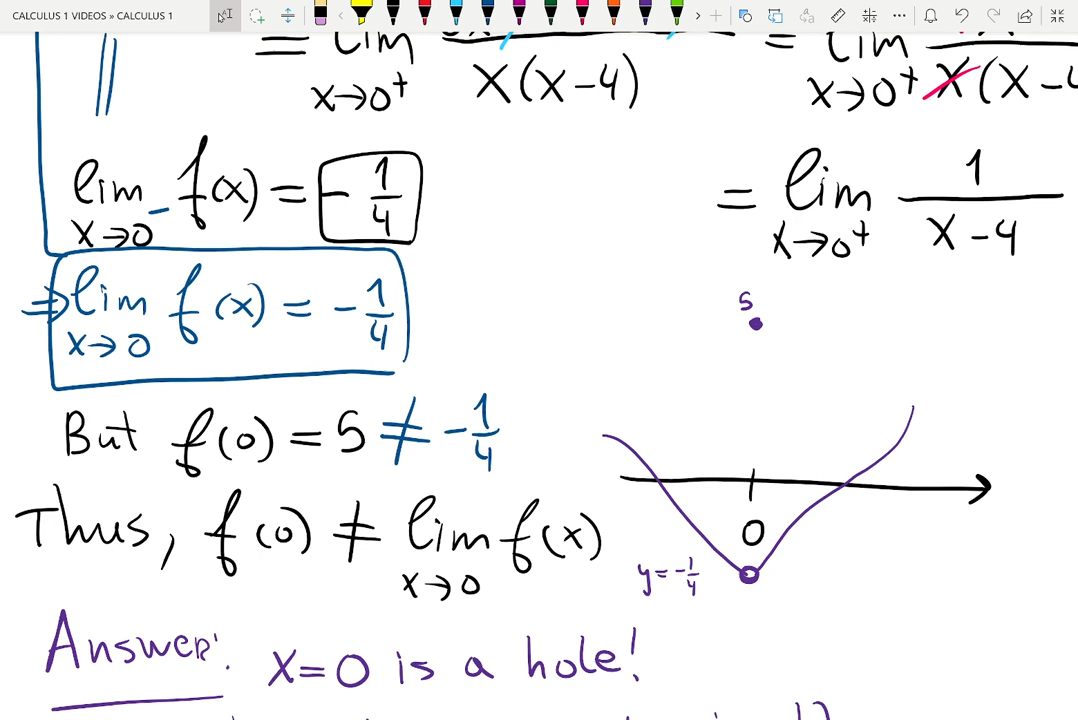 CALCULUS 1 VIDEOS » CALCULUS 1
= lim x→0⁺ x(x-4) = lim x→0⁺ x(x-4
lim x→0⁻ f(x) = -1/4
= lim x→0⁺ 1/(x-4)
⇒ lim x→0 f(x) = -1/4
5
But f(0) = 5 ≠ -1/4
0
Thus, f(0) ≠ lim x→0 f(x)
y=-1/4
Answer: x=0 is a hole!